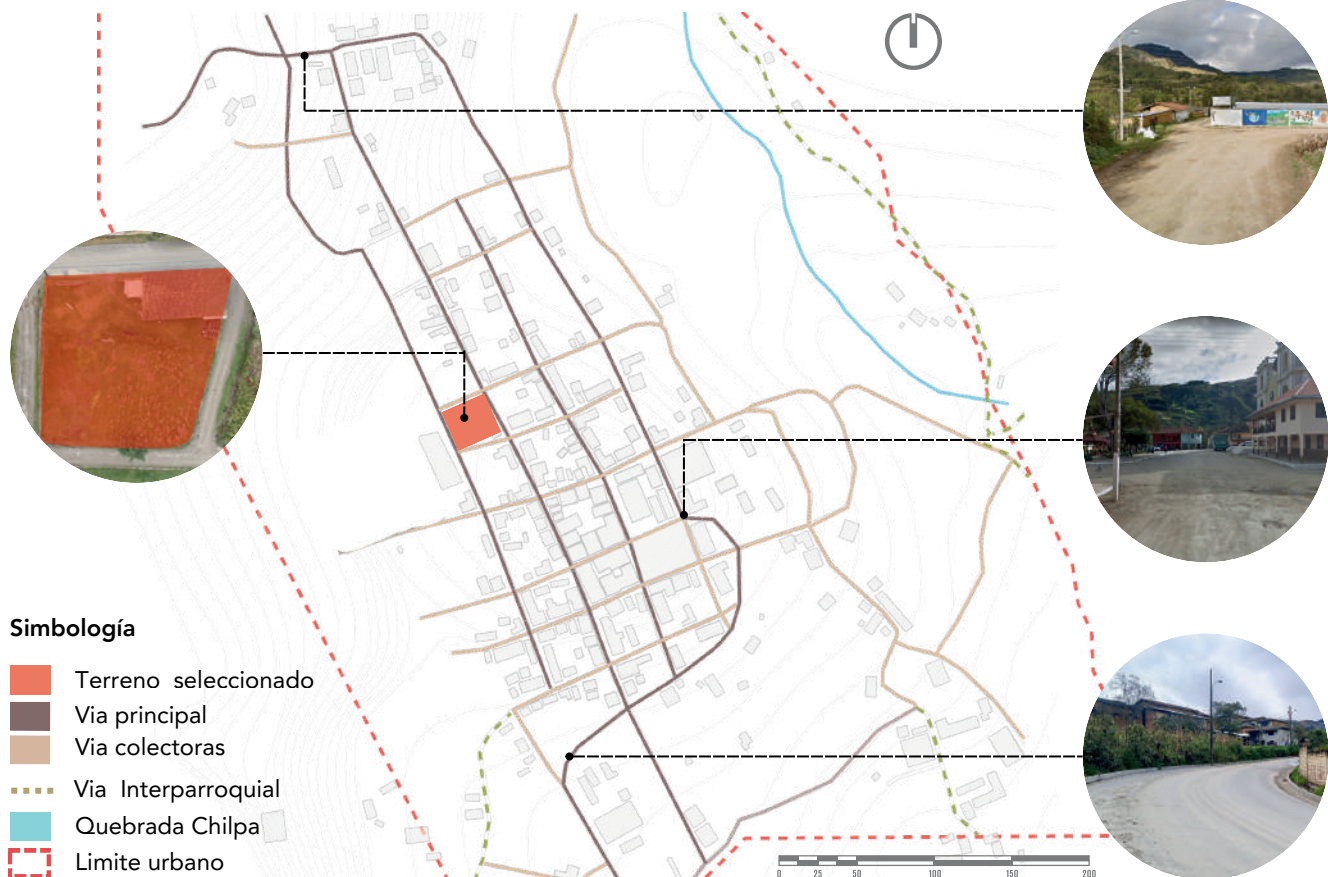 Simbología
Terreno seleccionado
Via principal
Via colectoras
Via Interparroquial
Quebrada Chilpa
Limite urbano
0 25 50 100 150 200